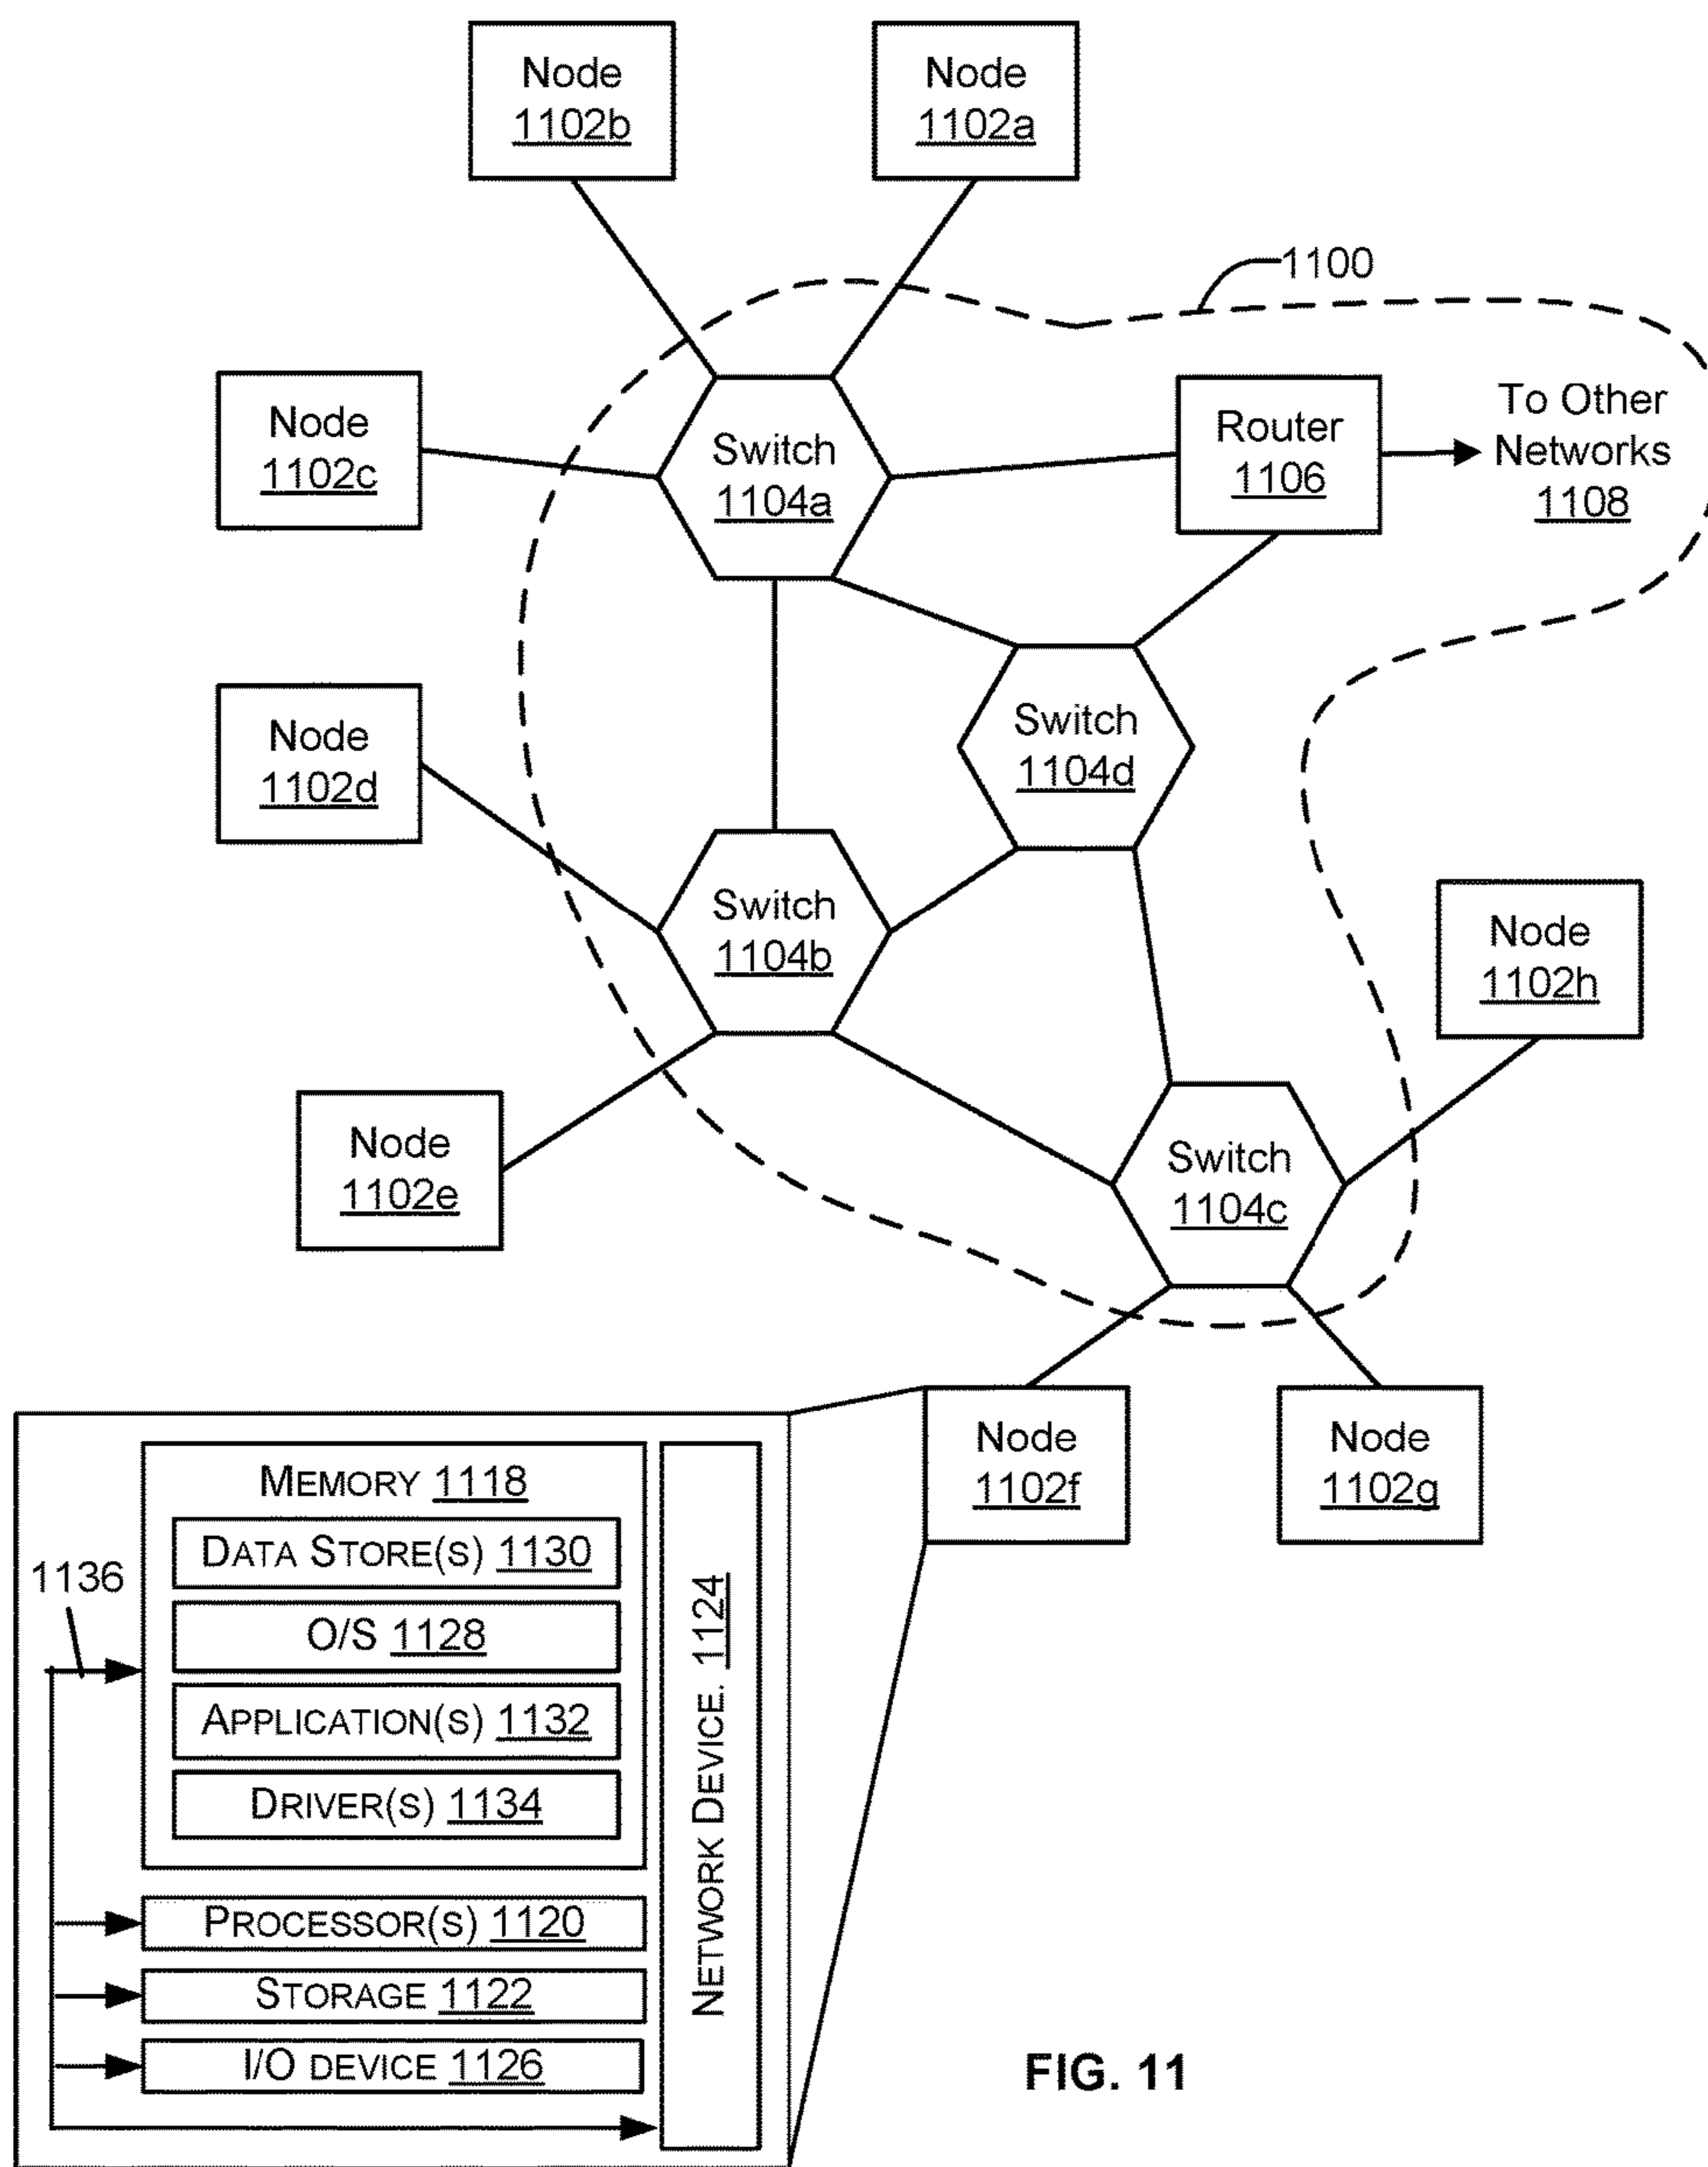 Node
1102b
Node
1102a
1100
Node
1102c
Switch
1104a
Router
1106
To Other
Networks
1108
Node
1102d
Switch
1104d
Switch
1104b
Node
1102h
Node
1102e
Switch
1104c
Node
1102f
Node
1102g
MEMORY 1118
DATA STORE(S) 1130
1136
O/S 1128
APPLICATION(S) 1132
DRIVER(S) 1134
NETWORK DEVICE. 1124
PROCESSOR(S) 1120
STORAGE 1122
I/O DEVICE 1126
FIG. 11